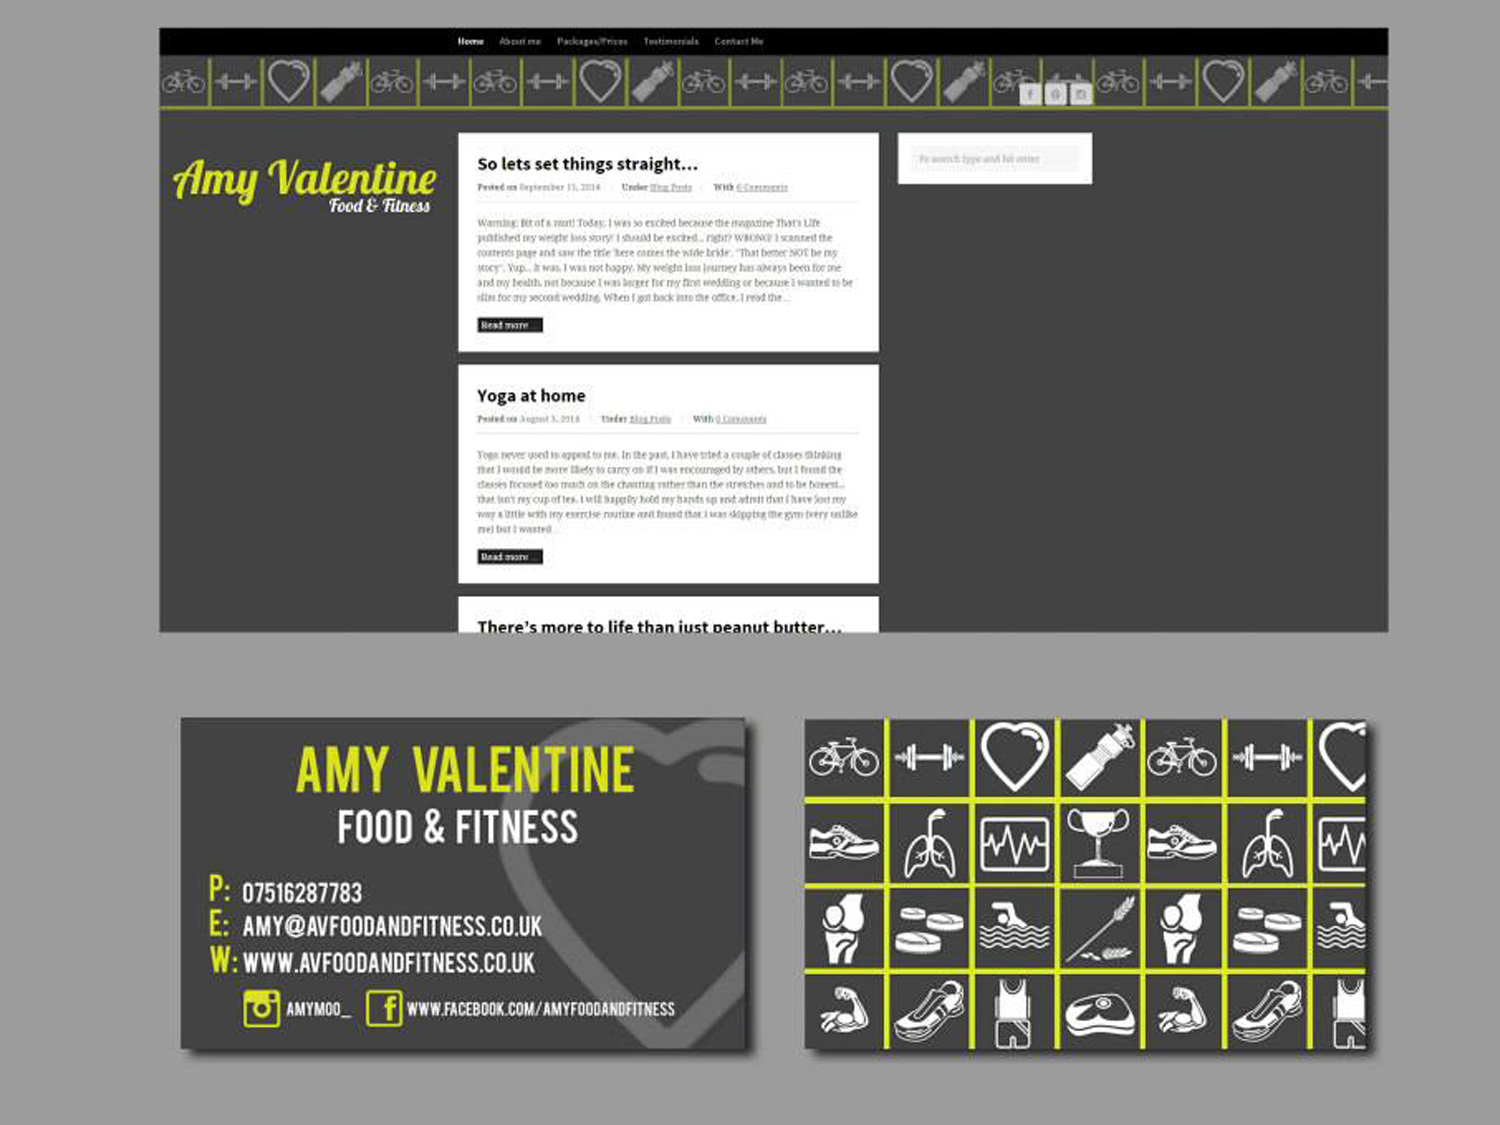 Home About me Packages/Prices Testimonials Contact Me
Amy Valentine
Food & Fitness
So lets set things straight...
Posted on September 15, 2014 Under Blog Posts With 6 Comments
Warning: Bit of a rant! Today, I was so excited because the magazine That's Life
published my weight loss story! I should be excited... right? WRONG! I scanned the
contents page and saw the title 'here comes the wide bride'. "That better NOT be my
story". Yup... it was. I was not happy. My weight loss journey has always been for me
and my health, not because I was larger for my first wedding or because I wanted to be
slim for my second wedding. When I got back into the office, I read the...
Read more
To search type and hit enter
Yoga at home
Posted on August 3, 2014 Under Blog Posts With 0 Comments
Yoga never used to appeal to me. In the past, I have tried a couple of classes thinking
that I would be more likely to carry on if I was encouraged by others, but I found the
classes focused too much on the chanting rather than the stretches and to be honest...
that isn't my cup of tea. I will happily hold my hands up and admit that I have lost my
way a little with my exercise routine and found that I was skipping the gym (very unlike
me) but I wanted...
Read more
There's more to life than just peanut butter...
AMY VALENTINE
FOOD & FITNESS
P: 07516287783
E: AMY@AVFOODANDFITNESS.CO.UK
W: WWW.AVFOODANDFITNESS.CO.UK
AMYMOO_ WWW.FACEBOOK.COM/AMYFOODANDFITNESS